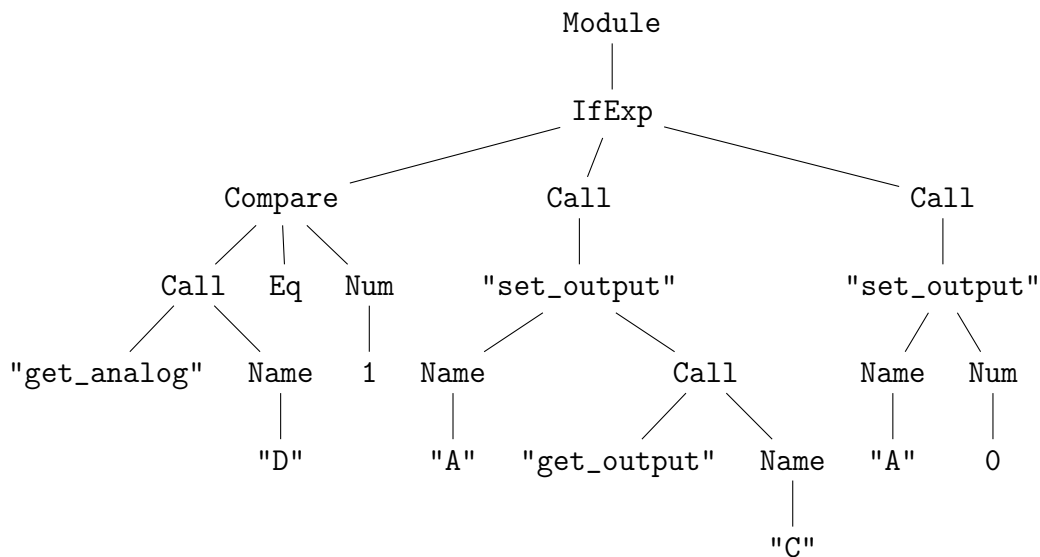 Module
IfExp
Compare Call Call
Call Eq Num "set_output" "set_output"
"get_analog" Name 1 Name Call Name Num
"D" "A" "get_output" Name "A" 0
"C"